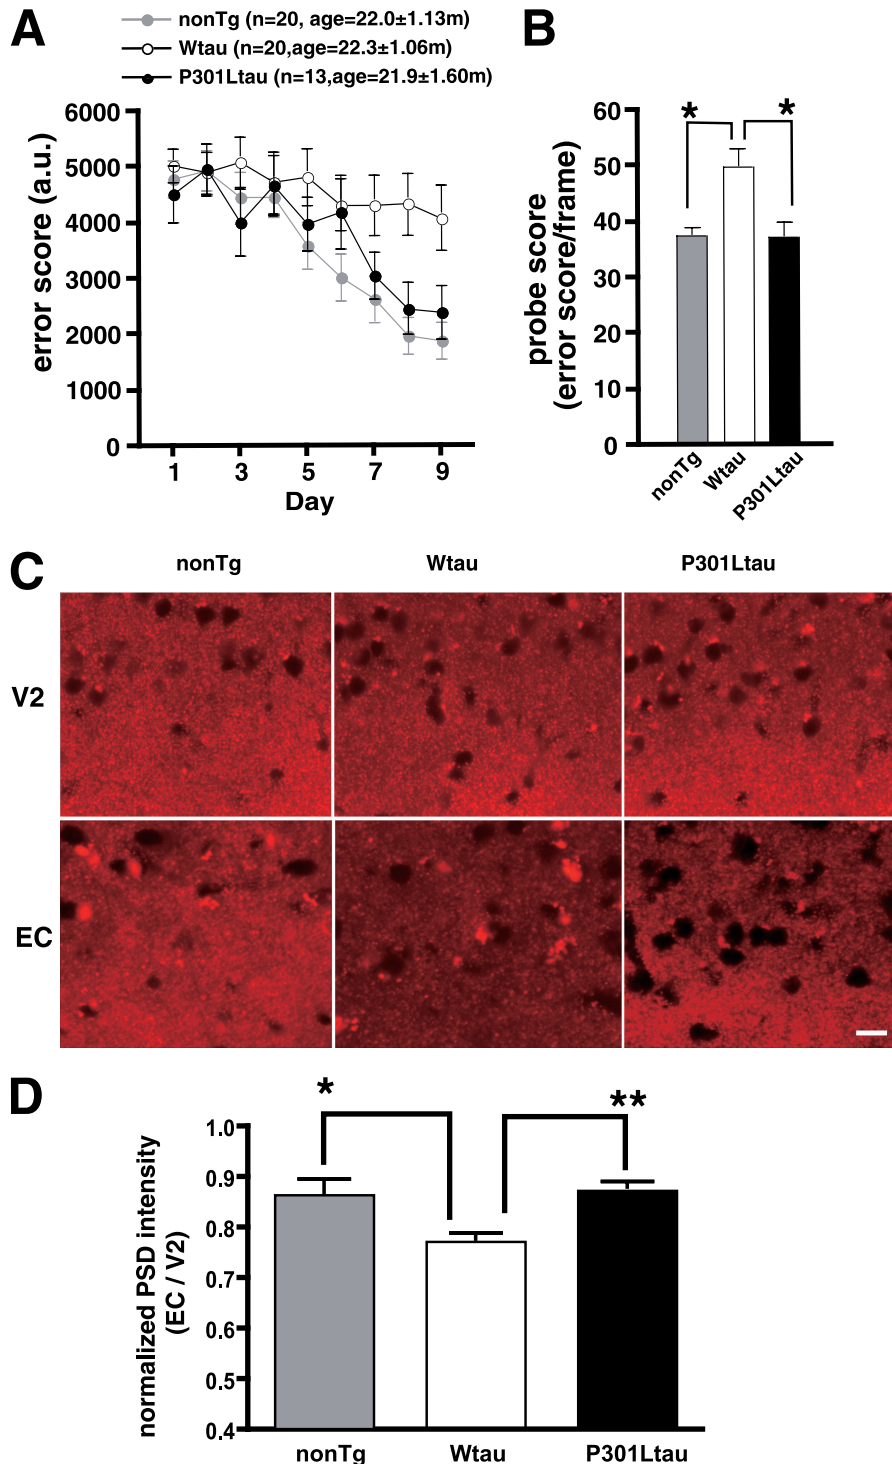 A
nonTg (n=20, age=22.0±1.13m)
Wtau (n=20,age=22.3±1.06m)
P301Ltau (n=13,age=21.9±1.60m)
error score (a.u.)
6000
5000
4000
3000
2000
1000
0
1 3 5 7 9
Day
B
probe score
(error score/frame)
60
50
40
30
20
10
0
* *
nonTg
Wtau
P301Ltau
C
nonTg Wtau P301Ltau
V2
EC
D
normalized PSD intensity
(EC / V2)
* **
1.0
0.9
0.8
0.7
0.6
0.5
0.4
nonTg Wtau P301Ltau